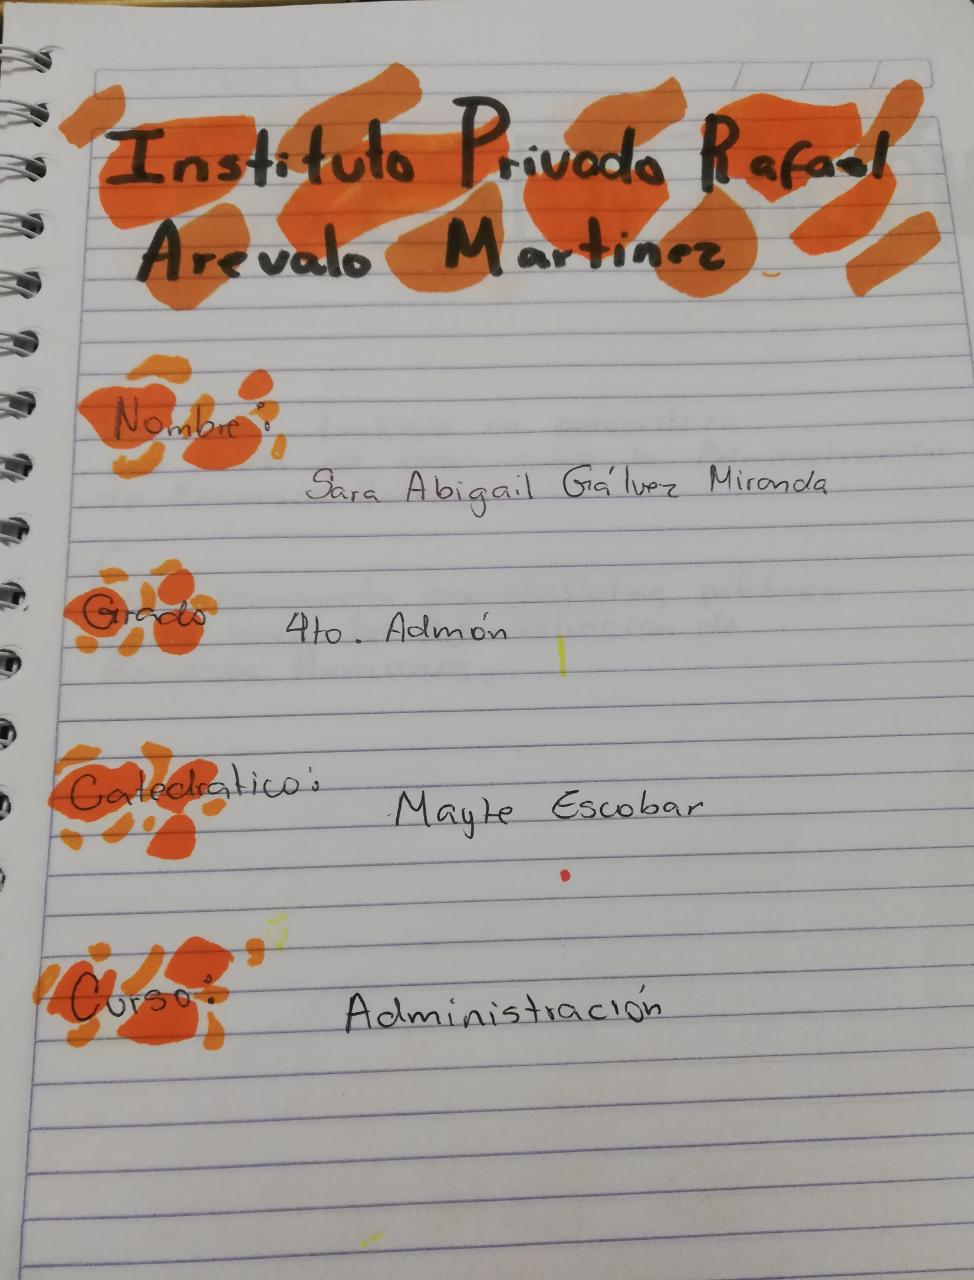 Instituto Privado Rafael
Arevalo Martinez
Nombre:
Sara Abigail Gálvez Miranda
Grado 4to. Admón
Catedratico: Mayte Escobar
Curso: Administración